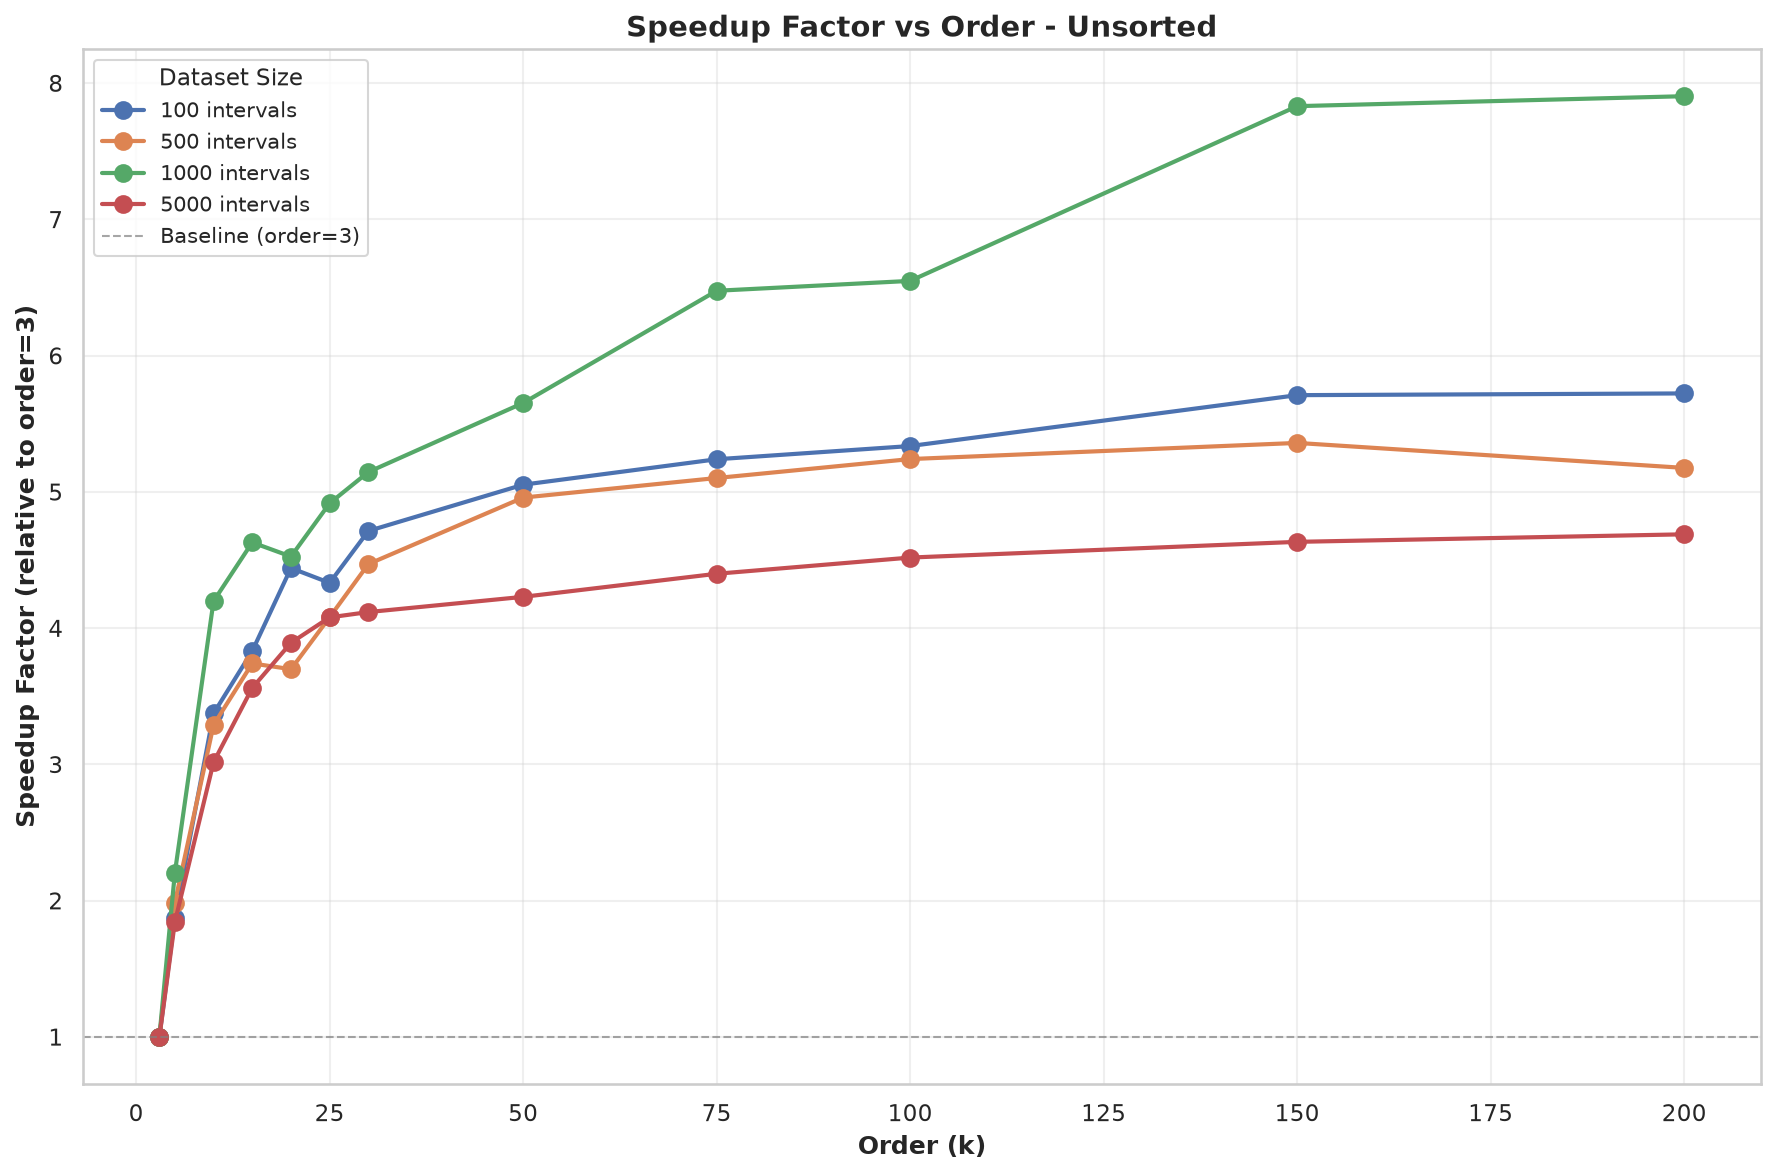 Speedup Factor vs Order - Unsorted
Dataset Size
100 intervals
500 intervals
1000 intervals
5000 intervals
Baseline (order=3)
Speedup Factor (relative to order=3)
8
7
6
5
4
3
2
1
0 25 50 75 100 125 150 175 200
Order (k)